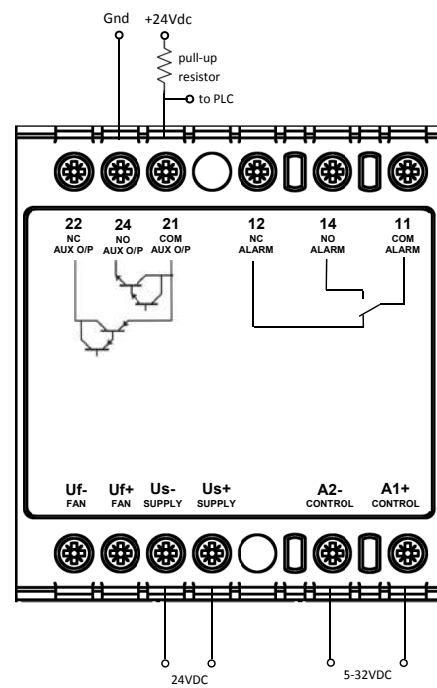 Gnd +24Vdc
pull-up
resistor
to PLC
22 24 21 12 14 11
NC NO COM NC NO COM
AUX O/P AUX O/P AUX O/P ALARM ALARM ALARM
Uf- Uf+ Us- Us+ A2- A1+
FAN FAN SUPPLY SUPPLY CONTROL CONTROL
24VDC 5-32VDC